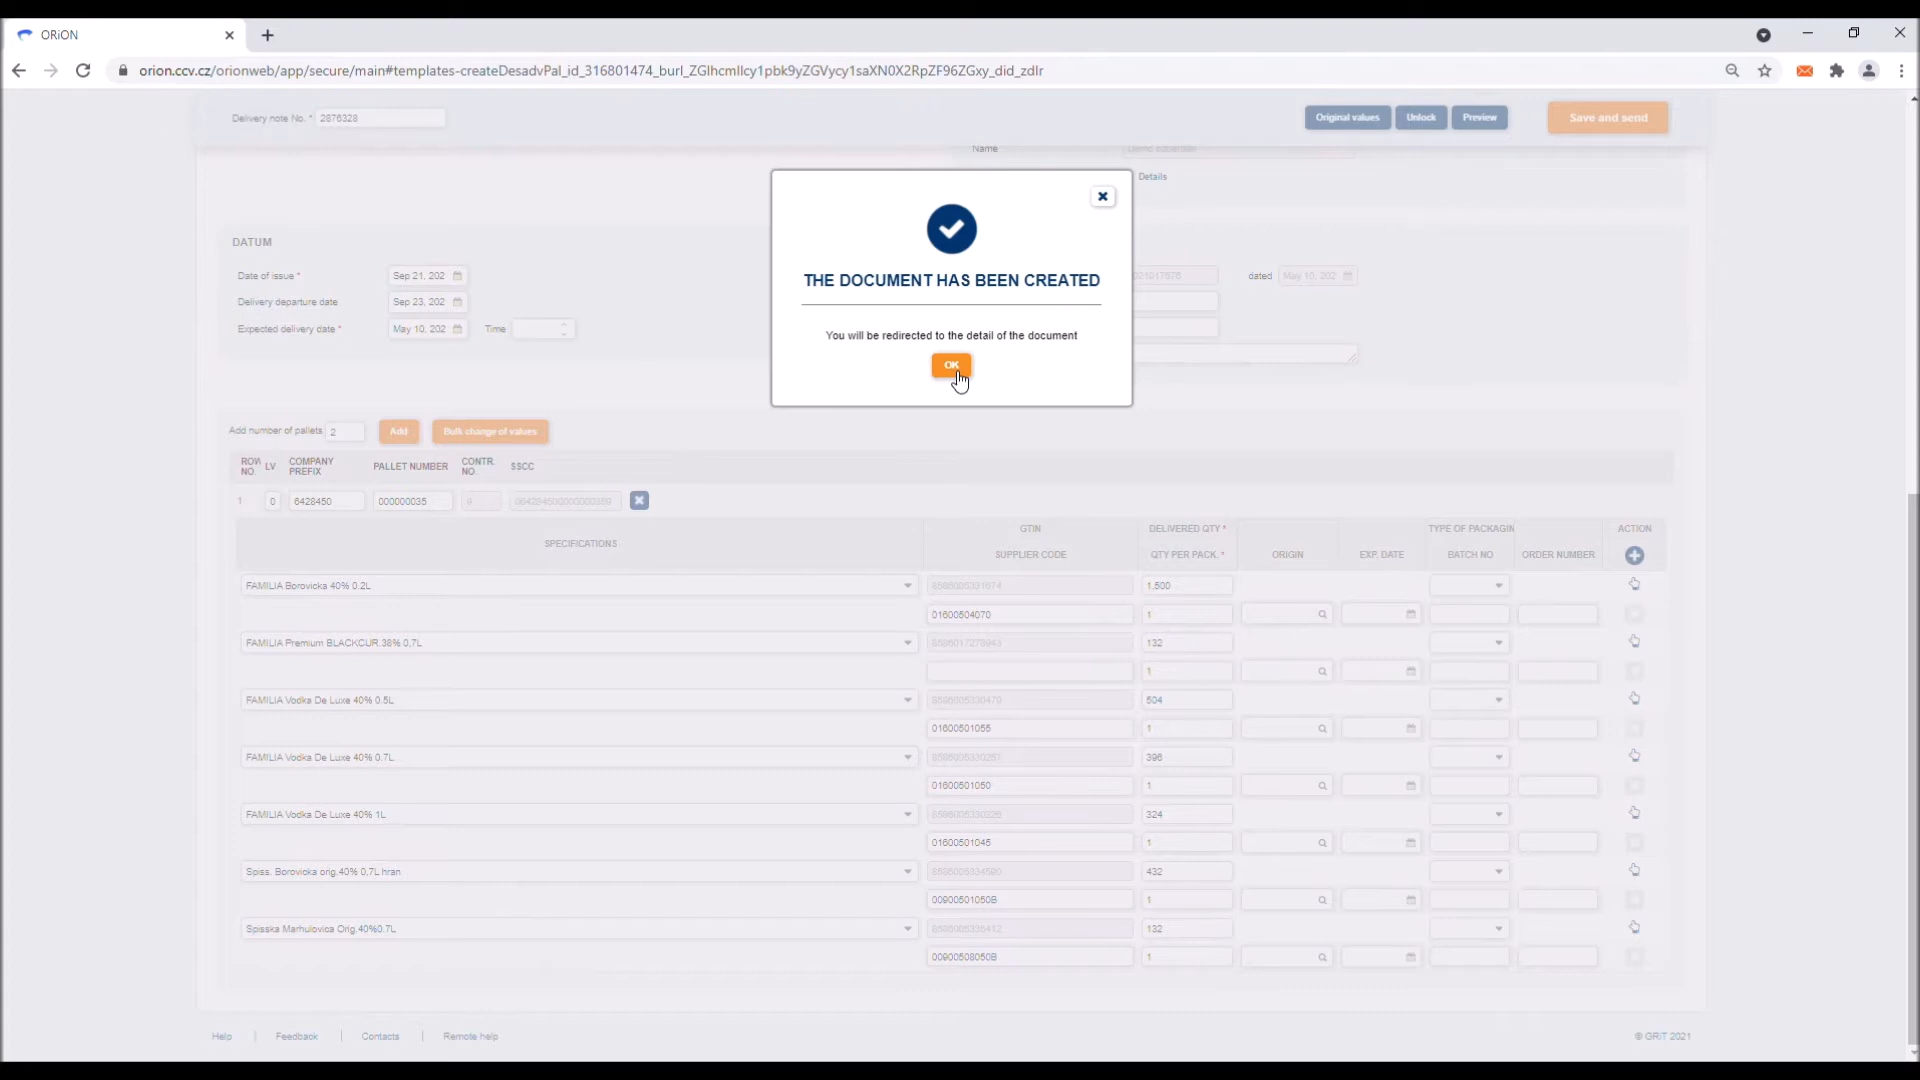 ORiON
orion.ccv.cz/orionweb/app/secure/main#templates-createDesadvPal_id_316801474_burl_ZGlhcmlIcy1pbk9yZGVycy1saXN0X2RpZF96ZGxy_did_zdlr
Delivery note No. * 2876328 Original values Unlock Preview Save and send
Name
Details
THE DOCUMENT HAS BEEN CREATED
You will be redirected to the detail of the document
OK
DATUM
Date of issue * Sep 21, 202 dated May 10, 202
Delivery departure date Sep 23, 202
Expected delivery date * May 10, 202 Time
Add number of pallets 2 Add Bulk change of values
ROW NO. LV COMPANY PREFIX PALLET NUMBER CONTR. NO. SSCC
1 0 6428450 000000035
SPECIFICATIONS GTIN DELIVERED QTY * TYPE OF PACKAGIN ACTION
SUPPLIER CODE QTY PER PACK. * ORIGIN EXP. DATE BATCH NO ORDER NUMBER
FAMILIA Borovicka 40% 0.2L 1,500
01600504070 1
FAMILIA Premium BLACKCUR.38% 0,7L 132
1
FAMILIA Vodka De Luxe 40% 0.5L 504
01600501055 1
FAMILIA Vodka De Luxe 40% 0.7L 396
01600501050 1
FAMILIA Vodka De Luxe 40% 1L 324
01600501045 1
Spiss. Borovicka orig.40% 0,7L hran 432
00900501050B 1
Spisska Marhulovica Orig.40%0.7L 132
00900508050B 1
Help Feedback Contacts Remote help © GRiT 2021